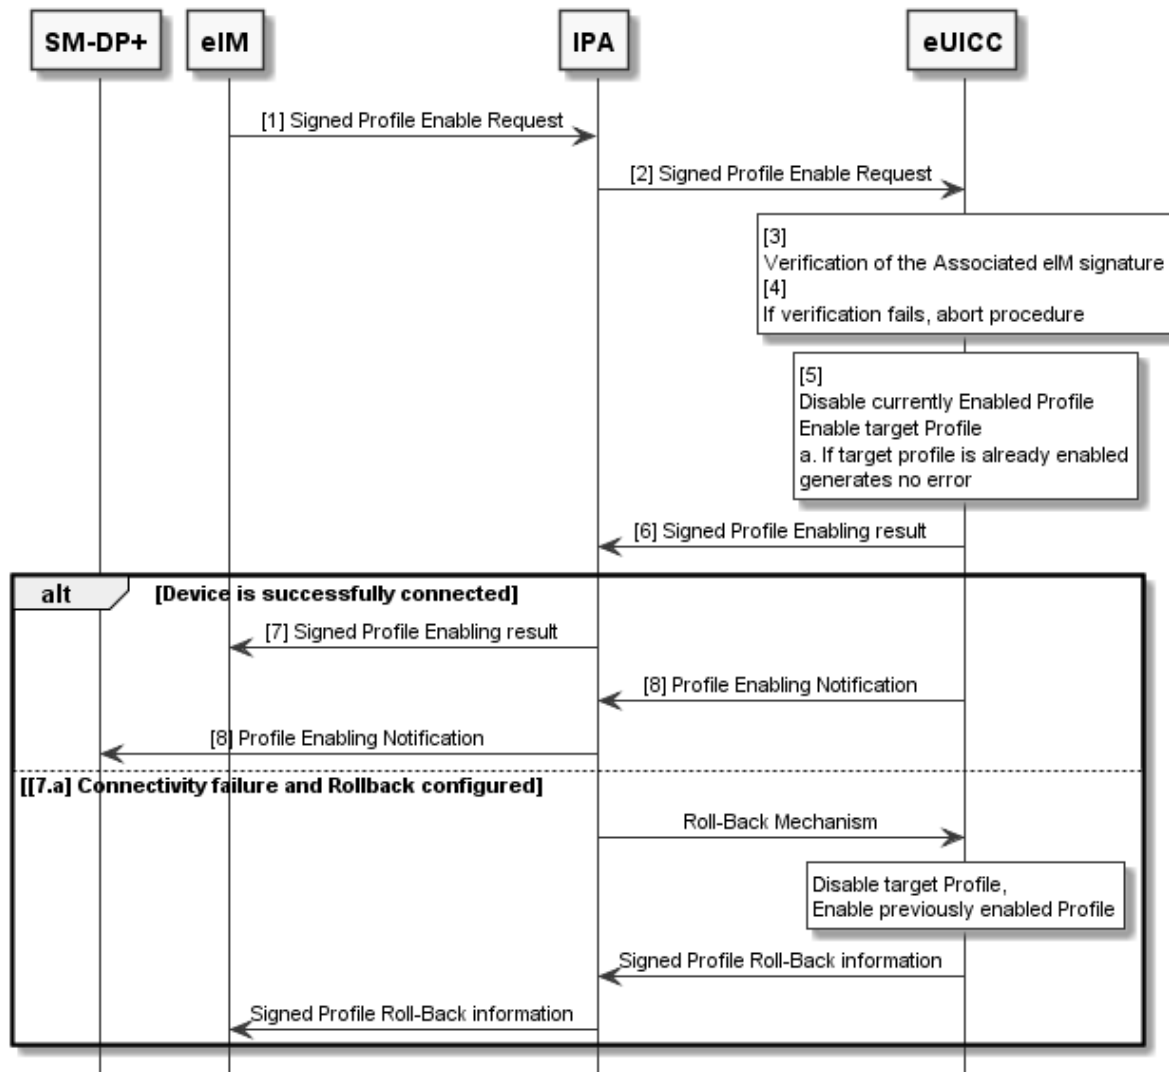 SM-DP+
eIM
IPA
eUICC
[1] Signed Profile Enable Request
[2] Signed Profile Enable Request
[3]
Verification of the Associated eIM signature
[4]
If verification fails, abort procedure
[5]
Disable currently Enabled Profile
Enable target Profile
a. If target profile is already enabled
generates no error
[6] Signed Profile Enabling result
alt
[Device is successfully connected]
[7] Signed Profile Enabling result
[8] Profile Enabling Notification
[8] Profile Enabling Notification
[[7.a] Connectivity failure and Rollback configured]
Roll-Back Mechanism
Disable target Profile,
Enable previously enabled Profile
Signed Profile Roll-Back information
Signed Profile Roll-Back information